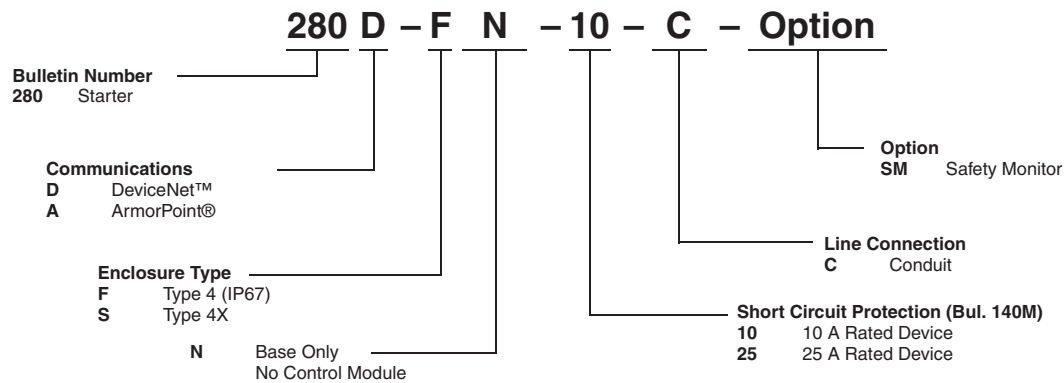 280 D – F N – 10 – C – Option
Bulletin Number
280 Starter
Communications
D DeviceNet™
A ArmorPoint®
Enclosure Type
F Type 4 (IP67)
S Type 4X
N Base Only
No Control Module
Option
SM Safety Monitor
Line Connection
C Conduit
Short Circuit Protection (Bul. 140M)
10 10 A Rated Device
25 25 A Rated Device